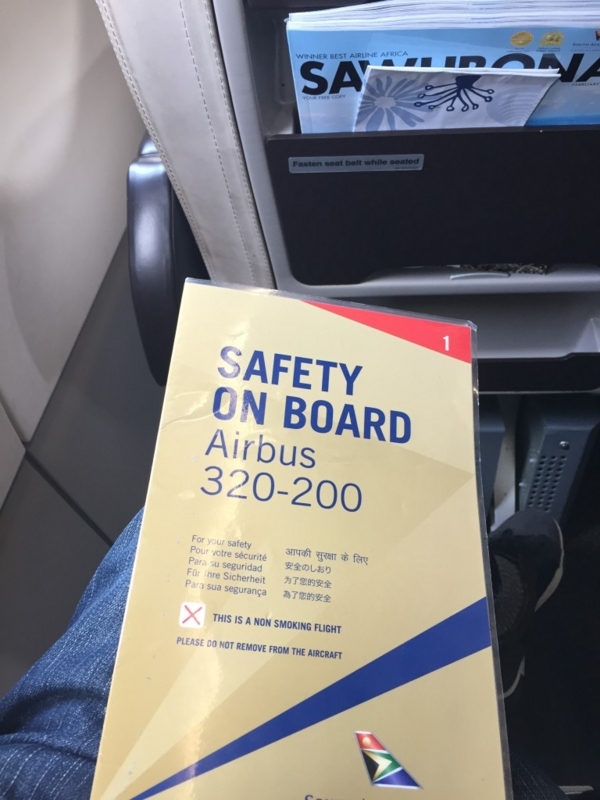 WINNER BEST AIRLINE AFRICA
SAWUBONA
YOUR FREE COPY
Fasten seat belt while seated
1
SAFETY
ON BOARD
Airbus
320-200
For your safety
Pour votre sécurité
Para su seguridad
Für Ihre Sicherheit
Para sua segurança
आपकी सुरक्षा के लिए
安全のしおり
为了您的安全
為了您的安全
THIS IS A NON SMOKING FLIGHT
PLEASE DO NOT REMOVE FROM THE AIRCRAFT